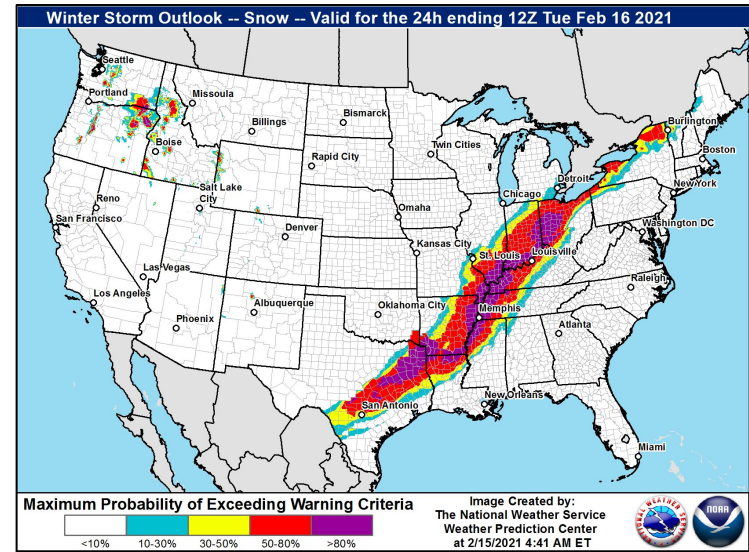 Winter Storm Outlook -- Snow -- Valid for the 24h ending 12Z Tue Feb 16 2021
Seattle
Portland
Missoula
Billings
Bismarck
Boise
Rapid City
Twin Cities
Burlington
Boston
Detroit
Chicago
New York
Salt Lake
City
Reno
San Francisco
Omaha
Denver
Kansas City
St. Louis
Louisville
Washington DC
Las Vegas
Los Angeles
Albuquerque
Phoenix
Oklahoma City
Memphis
Raleigh
Atlanta
San Antonio
New Orleans
Miami
Maximum Probability of Exceeding Warning Criteria
<10%
10-30%
30-50%
50-80%
>80%
Image Created by:
The National Weather Service
Weather Prediction Center
at 2/15/2021 4:41 AM ET
NATIONAL WEATHER SERVICE
NOAA